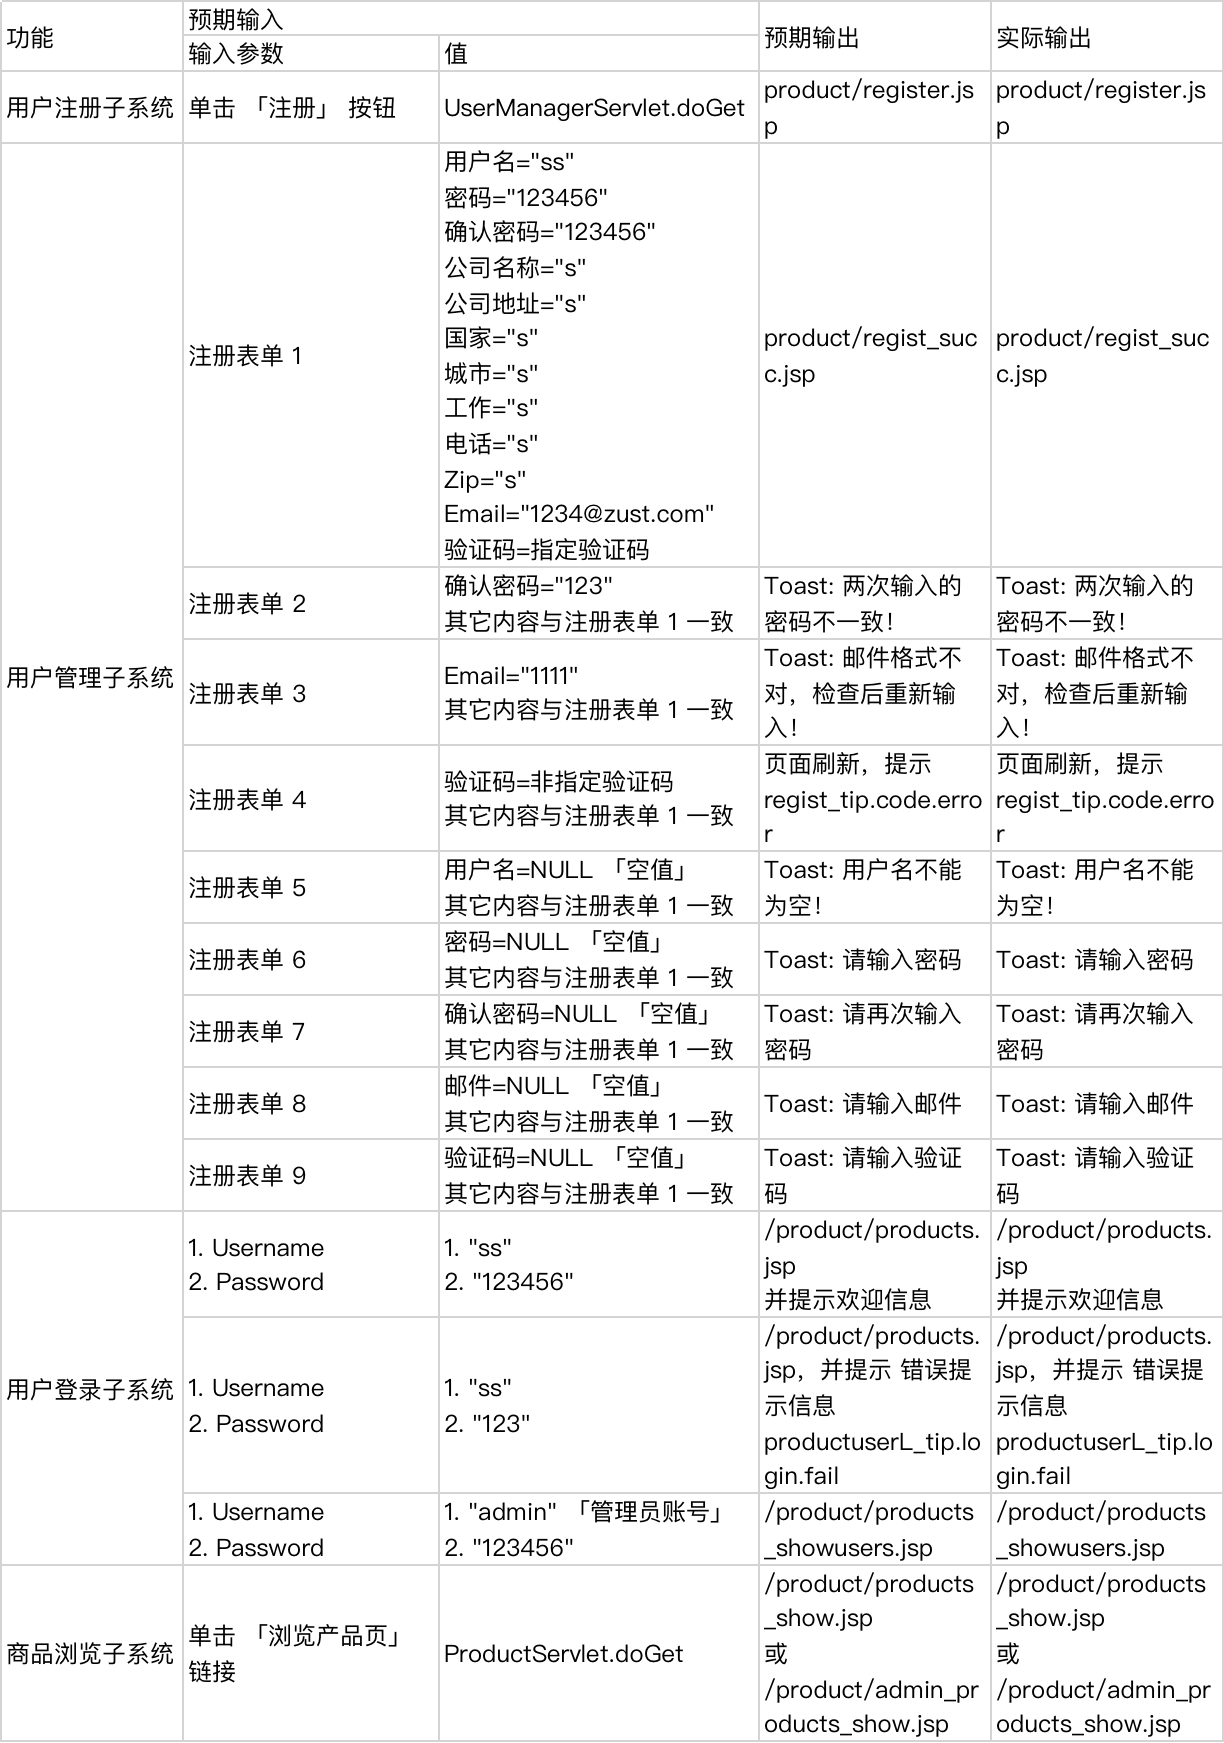 功能
预期输入
预期输出
实际输出
输入参数
值
用户注册子系统
单击 「注册」 按钮
UserManagerServlet.doGet
product/register.js
p
product/register.js
p
用户管理子系统
注册表单 1
用户名="ss"
密码="123456"
确认密码="123456"
公司名称="s"
公司地址="s"
国家="s"
城市="s"
工作="s"
电话="s"
Zip="s"
Email="1234@zust.com"
验证码=指定验证码
product/regist_suc
c.jsp
product/regist_suc
c.jsp
注册表单 2
确认密码="123"
其它内容与注册表单 1 一致
Toast: 两次输入的
密码不一致！
Toast: 两次输入的
密码不一致！
注册表单 3
Email="1111"
其它内容与注册表单 1 一致
Toast: 邮件格式不
对，检查后重新输
入！
Toast: 邮件格式不
对，检查后重新输
入！
注册表单 4
验证码=非指定验证码
其它内容与注册表单 1 一致
页面刷新，提示
regist_tip.code.erro
r
页面刷新，提示
regist_tip.code.erro
r
注册表单 5
用户名=NULL 「空值」
其它内容与注册表单 1 一致
Toast: 用户名不能
为空！
Toast: 用户名不能
为空！
注册表单 6
密码=NULL 「空值」
其它内容与注册表单 1 一致
Toast: 请输入密码
Toast: 请输入密码
注册表单 7
确认密码=NULL 「空值」
其它内容与注册表单 1 一致
Toast: 请再次输入
密码
Toast: 请再次输入
密码
注册表单 8
邮件=NULL 「空值」
其它内容与注册表单 1 一致
Toast: 请输入邮件
Toast: 请输入邮件
注册表单 9
验证码=NULL 「空值」
其它内容与注册表单 1 一致
Toast: 请输入验证
码
Toast: 请输入验证
码
用户登录子系统
1. Username
2. Password
1. "ss"
2. "123456"
/product/products.
jsp
并提示欢迎信息
/product/products.
jsp
并提示欢迎信息
1. Username
2. Password
1. "ss"
2. "123"
/product/products.
jsp，并提示 错误提
示信息
productuserL_tip.lo
gin.fail
/product/products.
jsp，并提示 错误提
示信息
productuserL_tip.lo
gin.fail
1. Username
2. Password
1. "admin" 「管理员账号」
2. "123456"
/product/products
_showusers.jsp
/product/products
_showusers.jsp
商品浏览子系统
单击 「浏览产品页」
链接
ProductServlet.doGet
/product/products
_show.jsp
或
/product/admin_pr
oducts_show.jsp
/product/products
_show.jsp
或
/product/admin_pr
oducts_show.jsp